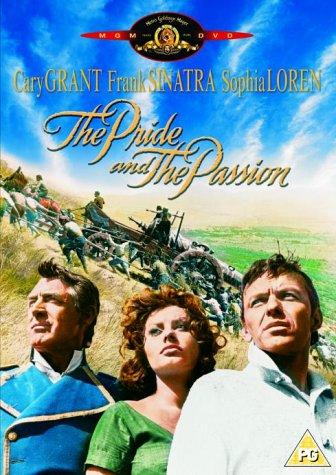 Metro Goldwyn Mayer
MGM DVD
Cary GRANT Frank SINATRA Sophia LOREN
The Pride
and The Passion
PG